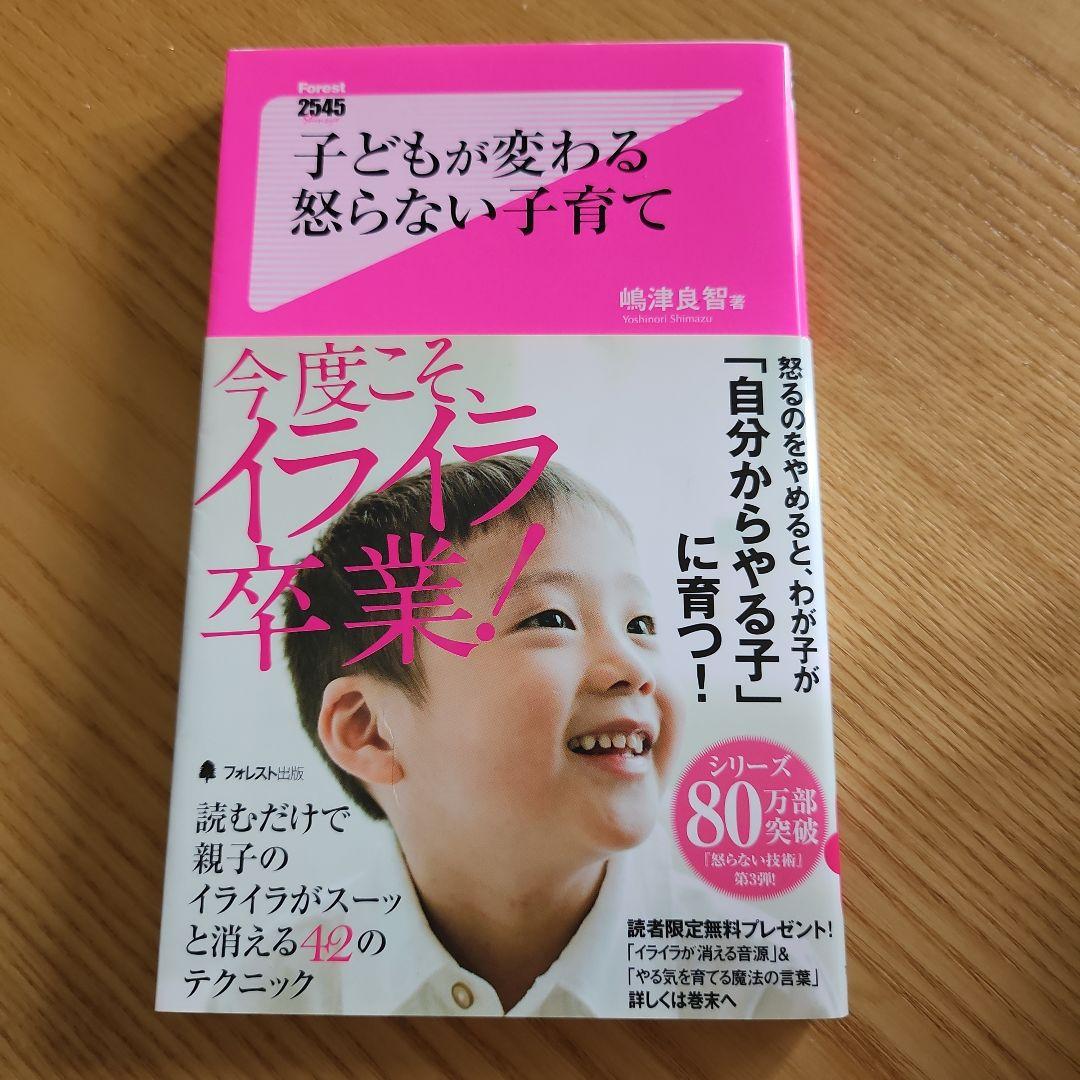 Forest
2545
Shinsyo
子どもが変わる
怒らない子育て
嶋津良智 著
Yoshinori Shimazu
今度こそ、
イライラ
卒業!
怒るのをやめると、わが子が
「自分からやる子」
に育つ!
フォレスト出版
読むだけで
親子の
イライラがスーッ
と消える42の
テクニック
シリーズ
80万部
突破
『怒らない技術』
第3弾!
読者限定無料プレゼント!
「イライラが消える音源」&
「やる気を育てる魔法の言葉」
詳しくは巻末へ